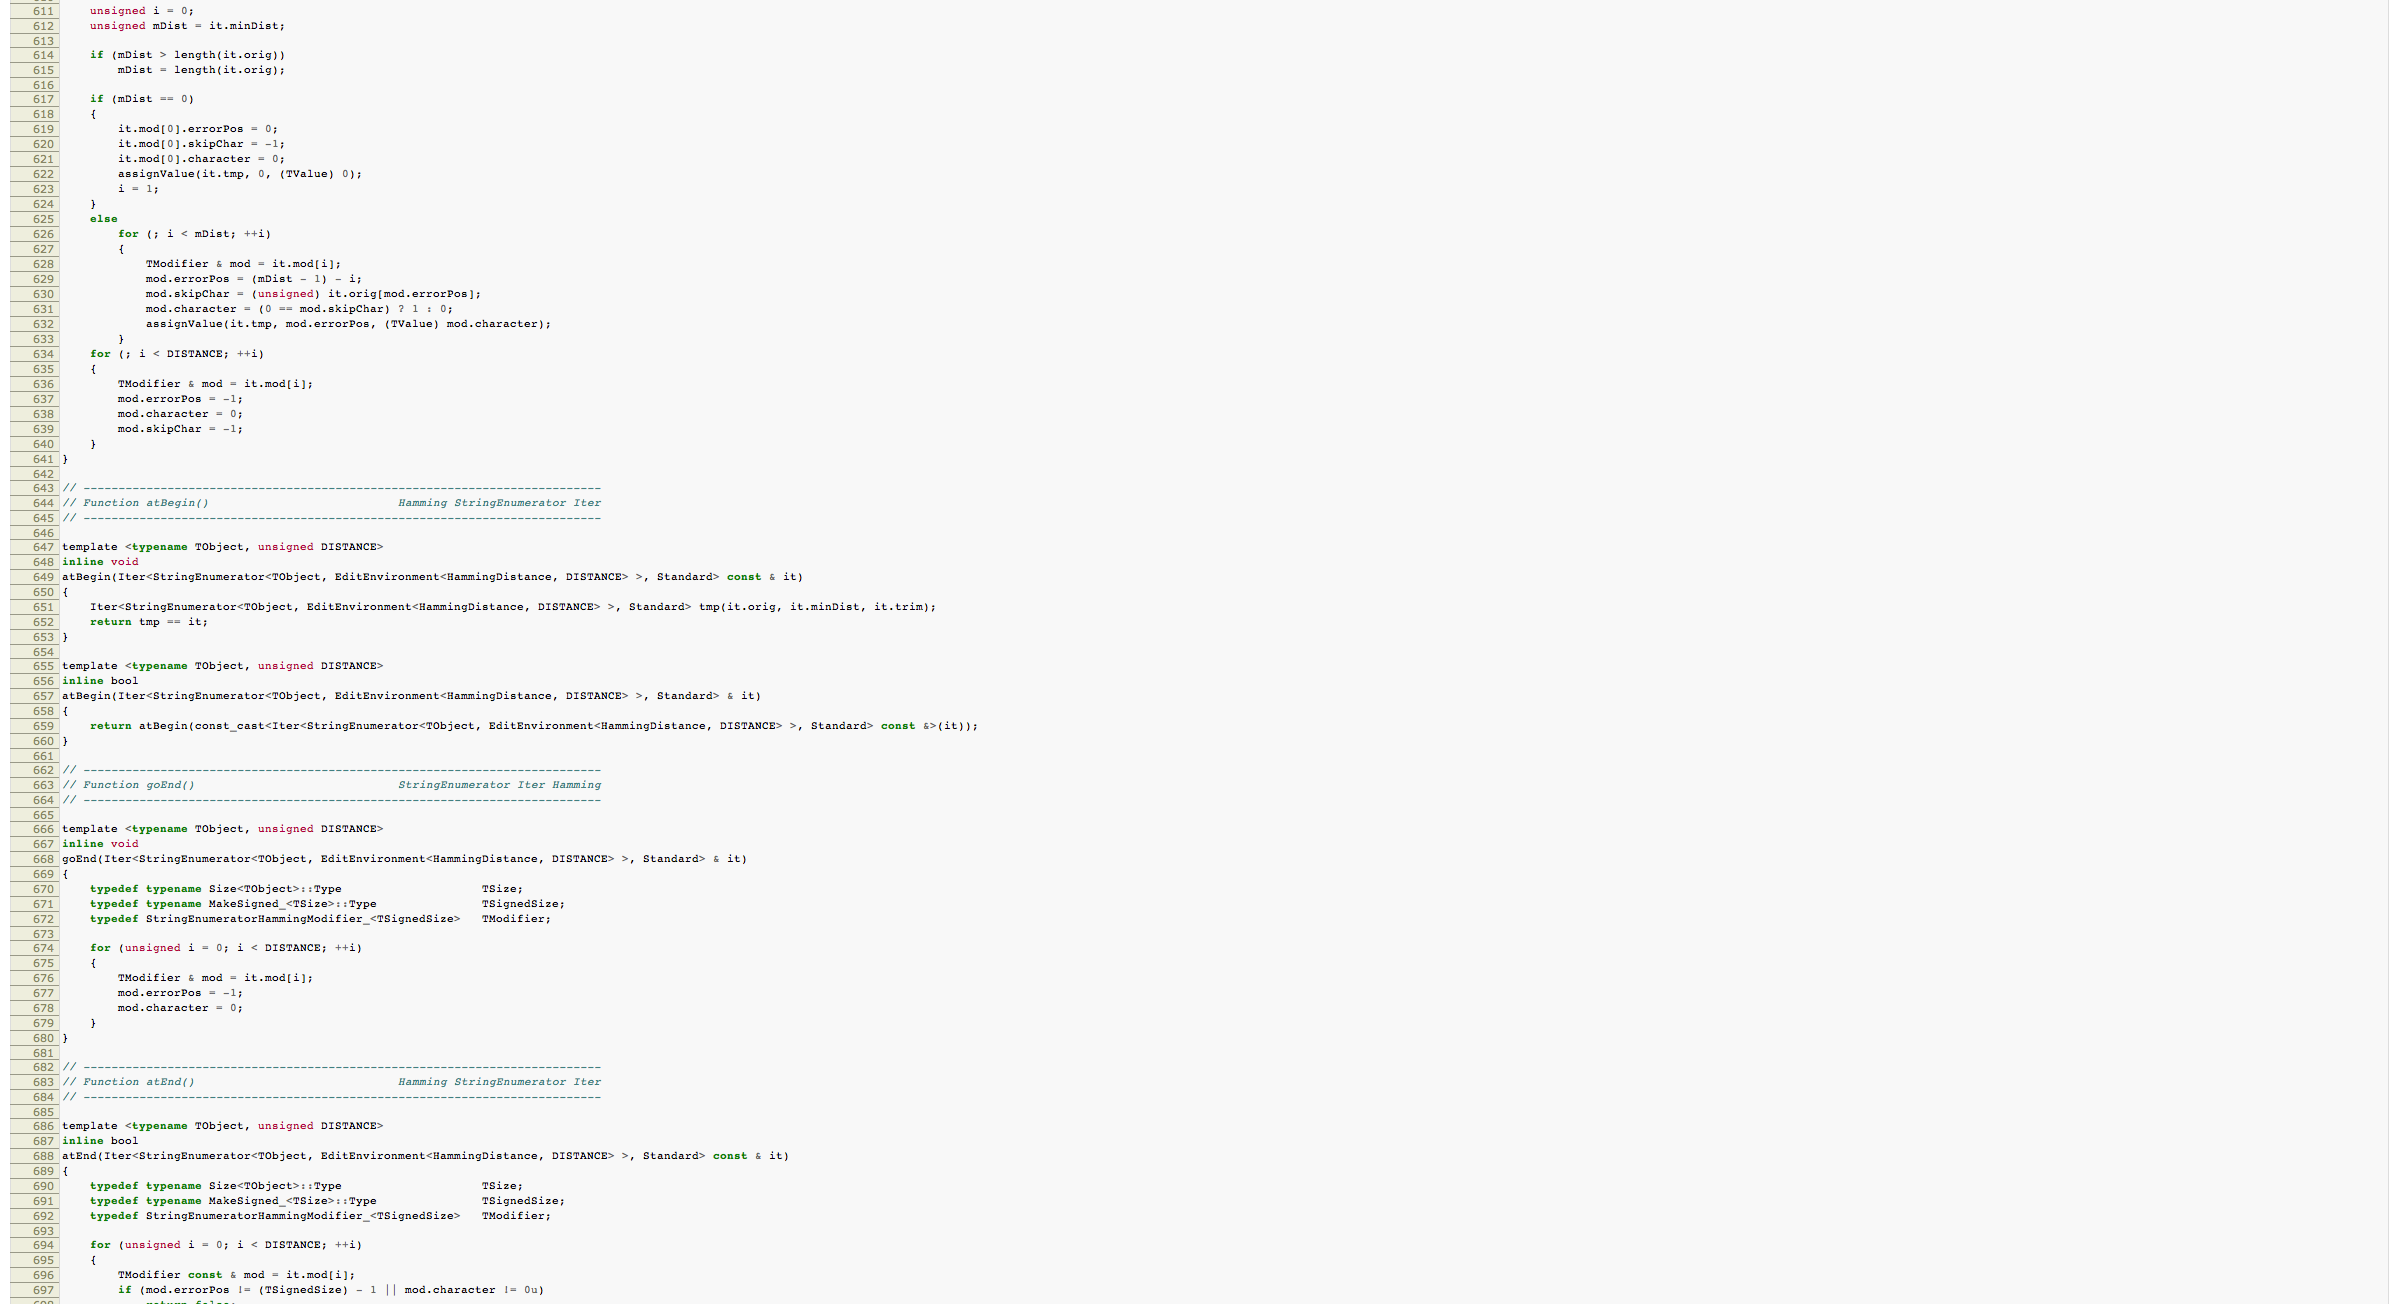 611     unsigned i = 0;
612     unsigned mDist = it.minDist;
613
614     if (mDist > length(it.orig))
615         mDist = length(it.orig);
616
617     if (mDist == 0)
618     {
619         it.mod[0].errorPos = 0;
620         it.mod[0].skipChar = -1;
621         it.mod[0].character = 0;
622         assignValue(it.tmp, 0, (TValue) 0);
623         i = 1;
624     }
625     else
626         for (; i < mDist; ++i)
627         {
628             TModifier & mod = it.mod[i];
629             mod.errorPos = (mDist - 1) - i;
630             mod.skipChar = (unsigned) it.orig[mod.errorPos];
631             mod.character = (0 == mod.skipChar) ? 1 : 0;
632             assignValue(it.tmp, mod.errorPos, (TValue) mod.character);
633         }
634     for (; i < DISTANCE; ++i)
635     {
636         TModifier & mod = it.mod[i];
637         mod.errorPos = -1;
638         mod.character = 0;
639         mod.skipChar = -1;
640     }
641 }
642
643 // --------------------------------------------------------------------------
644 // Function atBegin()                           Hamming StringEnumerator Iter
645 // --------------------------------------------------------------------------
646
647 template <typename TObject, unsigned DISTANCE>
648 inline void
649 atBegin(Iter<StringEnumerator<TObject, EditEnvironment<HammingDistance, DISTANCE> >, Standard> const & it)
650 {
651     Iter<StringEnumerator<TObject, EditEnvironment<HammingDistance, DISTANCE> >, Standard> tmp(it.orig, it.minDist, it.trim);
652     return tmp == it;
653 }
654
655 template <typename TObject, unsigned DISTANCE>
656 inline bool
657 atBegin(Iter<StringEnumerator<TObject, EditEnvironment<HammingDistance, DISTANCE> >, Standard> & it)
658 {
659     return atBegin(const_cast<Iter<StringEnumerator<TObject, EditEnvironment<HammingDistance, DISTANCE> >, Standard> const &>(it));
660 }
661
662 // --------------------------------------------------------------------------
663 // Function goEnd()                             StringEnumerator Iter Hamming
664 // --------------------------------------------------------------------------
665
666 template <typename TObject, unsigned DISTANCE>
667 inline void
668 goEnd(Iter<StringEnumerator<TObject, EditEnvironment<HammingDistance, DISTANCE> >, Standard> & it)
669 {
670     typedef typename Size<TObject>::Type                    TSize;
671     typedef typename MakeSigned_<TSize>::Type               TSignedSize;
672     typedef StringEnumeratorHammingModifier_<TSignedSize>   TModifier;
673
674     for (unsigned i = 0; i < DISTANCE; ++i)
675     {
676         TModifier & mod = it.mod[i];
677         mod.errorPos = -1;
678         mod.character = 0;
679     }
680 }
681
682 // --------------------------------------------------------------------------
683 // Function atEnd()                             Hamming StringEnumerator Iter
684 // --------------------------------------------------------------------------
685
686 template <typename TObject, unsigned DISTANCE>
687 inline bool
688 atEnd(Iter<StringEnumerator<TObject, EditEnvironment<HammingDistance, DISTANCE> >, Standard> const & it)
689 {
690     typedef typename Size<TObject>::Type                    TSize;
691     typedef typename MakeSigned_<TSize>::Type               TSignedSize;
692     typedef StringEnumeratorHammingModifier_<TSignedSize>   TModifier;
693
694     for (unsigned i = 0; i < DISTANCE; ++i)
695     {
696         TModifier const & mod = it.mod[i];
697         if (mod.errorPos != (TSignedSize) - 1 || mod.character != 0u)